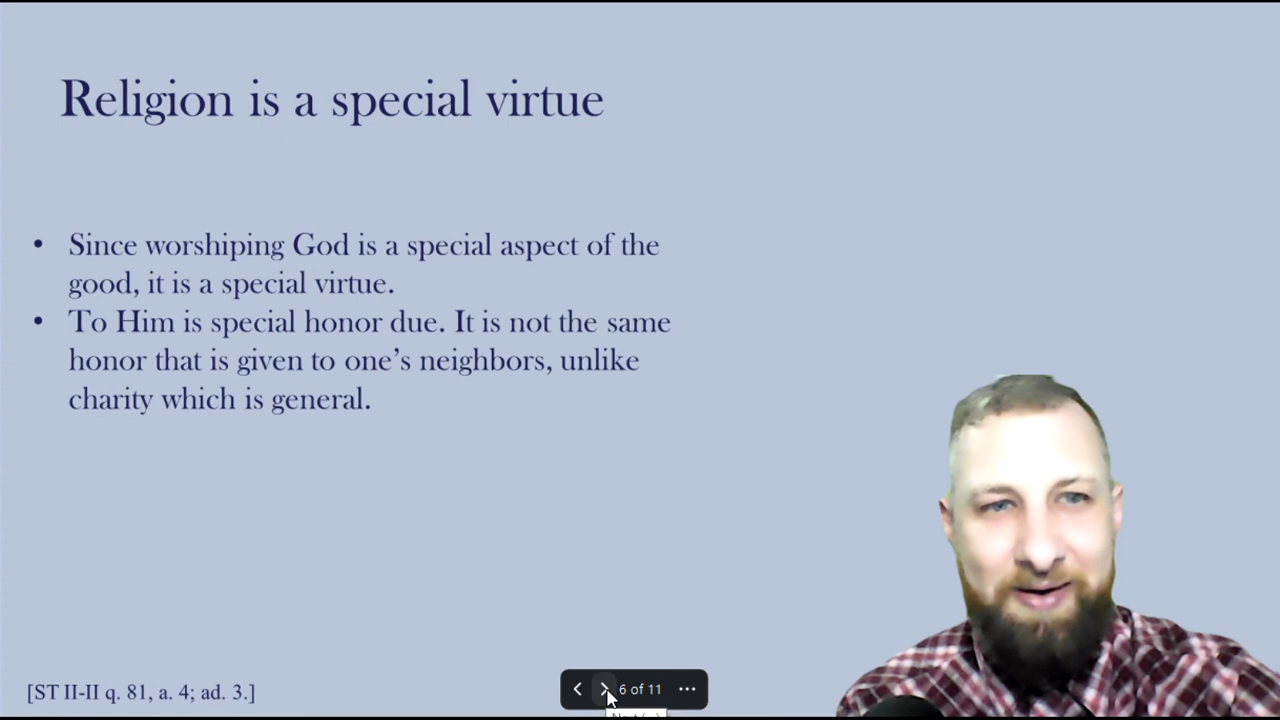 Religion is a special virtue
• Since worshiping God is a special aspect of the
good, it is a special virtue.
• To Him is special honor due. It is not the same
honor that is given to one’s neighbors, unlike
charity which is general.
[ST II-II q. 81, a. 4; ad. 3.]
6 of 11